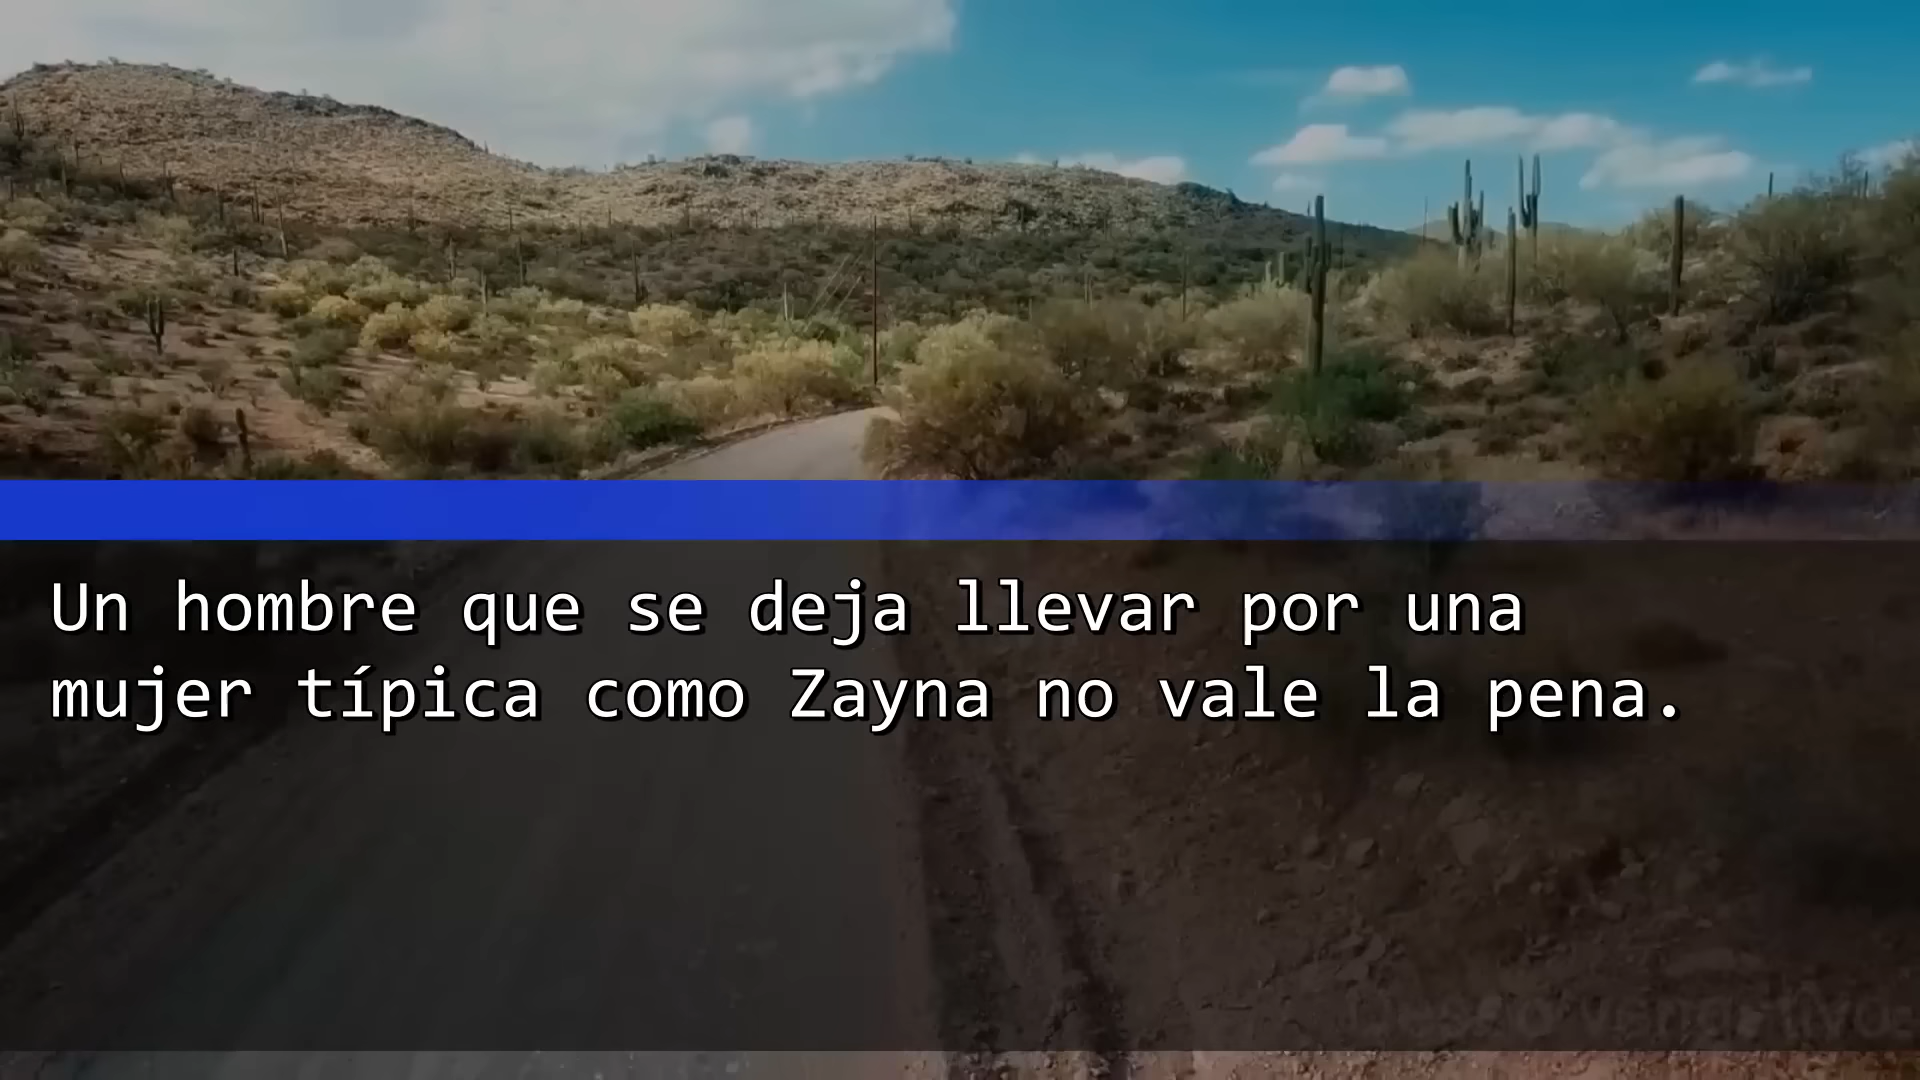 Un hombre que se deja llevar por una
mujer típica como Zayna no vale la pena.